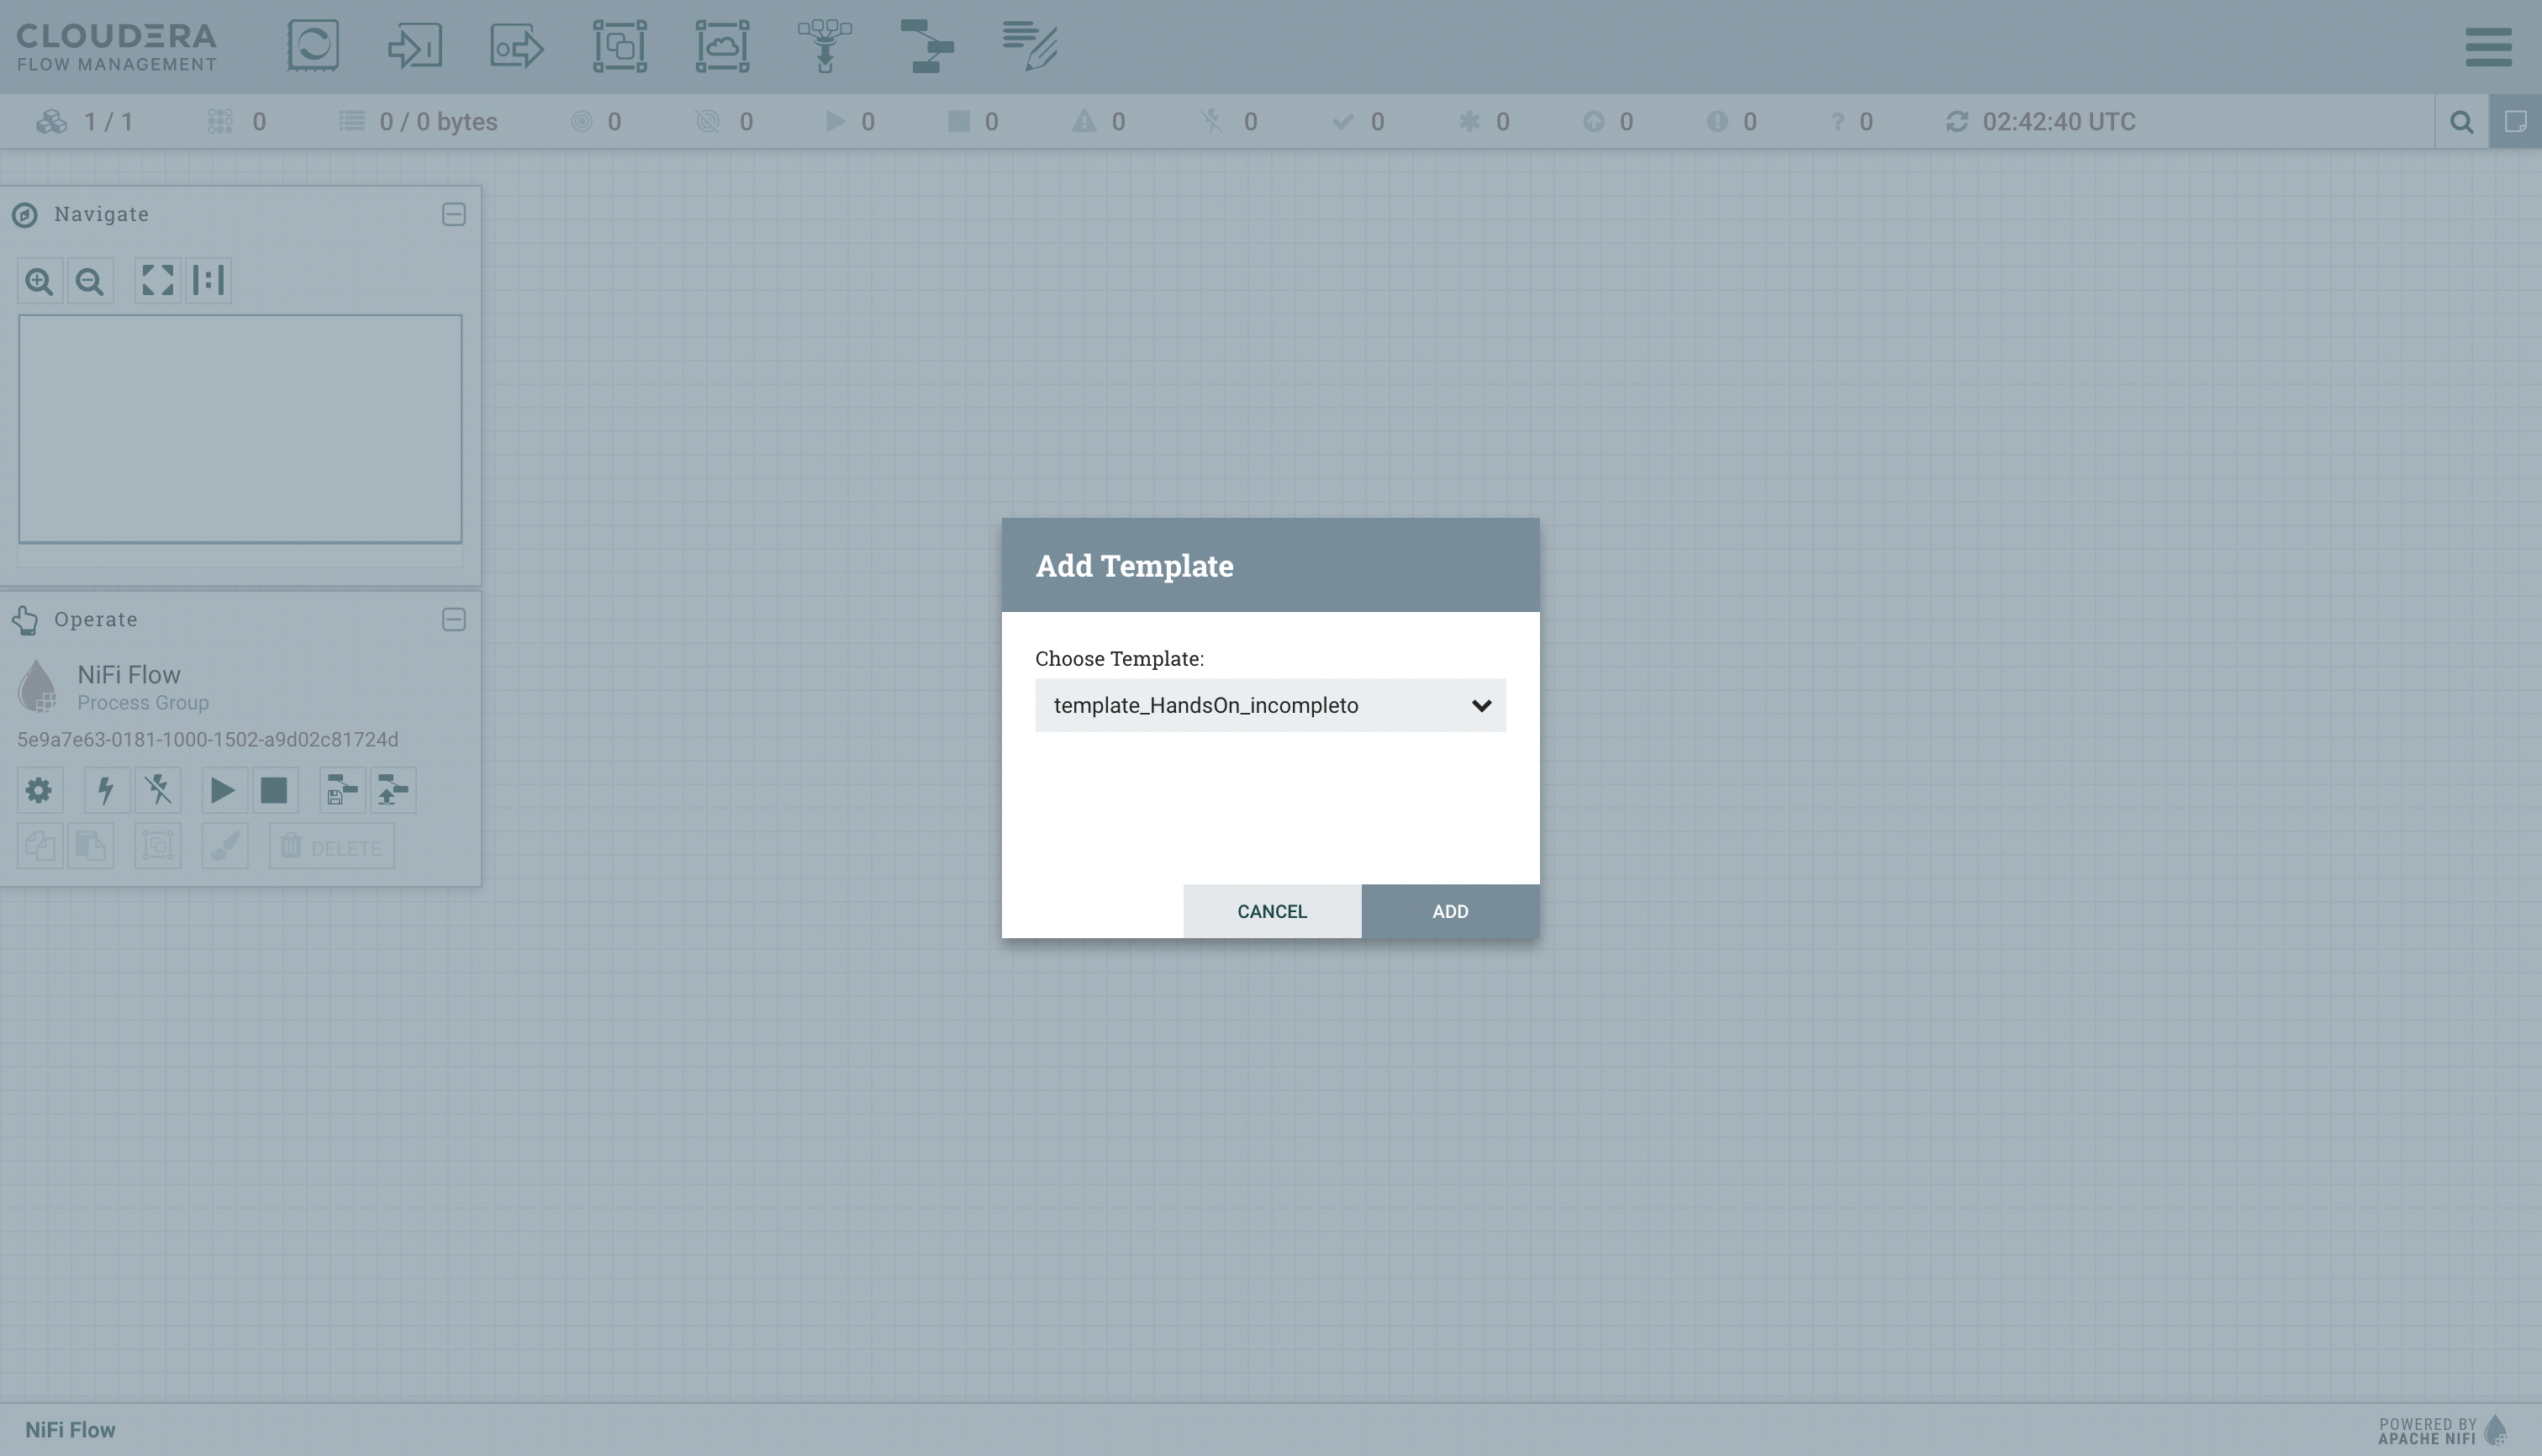 CLOUDERA
FLOW MANAGEMENT
1 / 1
0
0 / 0 bytes
0
0
0
0
0
0
0
0
0
0
? 0
02:42:40 UTC
Navigate
Operate
NiFi Flow
Process Group
5e9a7e63-0181-1000-1502-a9d02c81724d
DELETE
Add Template
Choose Template:
template_HandsOn_incompleto
CANCEL
ADD
NiFi Flow
POWERED BY
APACHE NIFI